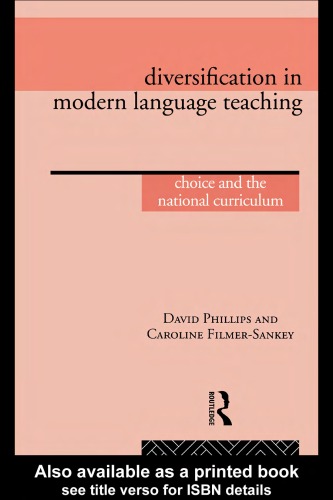 diversification in
modern language teaching
choice and the
national curriculum
DAVID PHILLIPS AND
CAROLINE FILMER-SANKEY
ROUTLEDGE
Also available as a printed book
see title verso for ISBN details